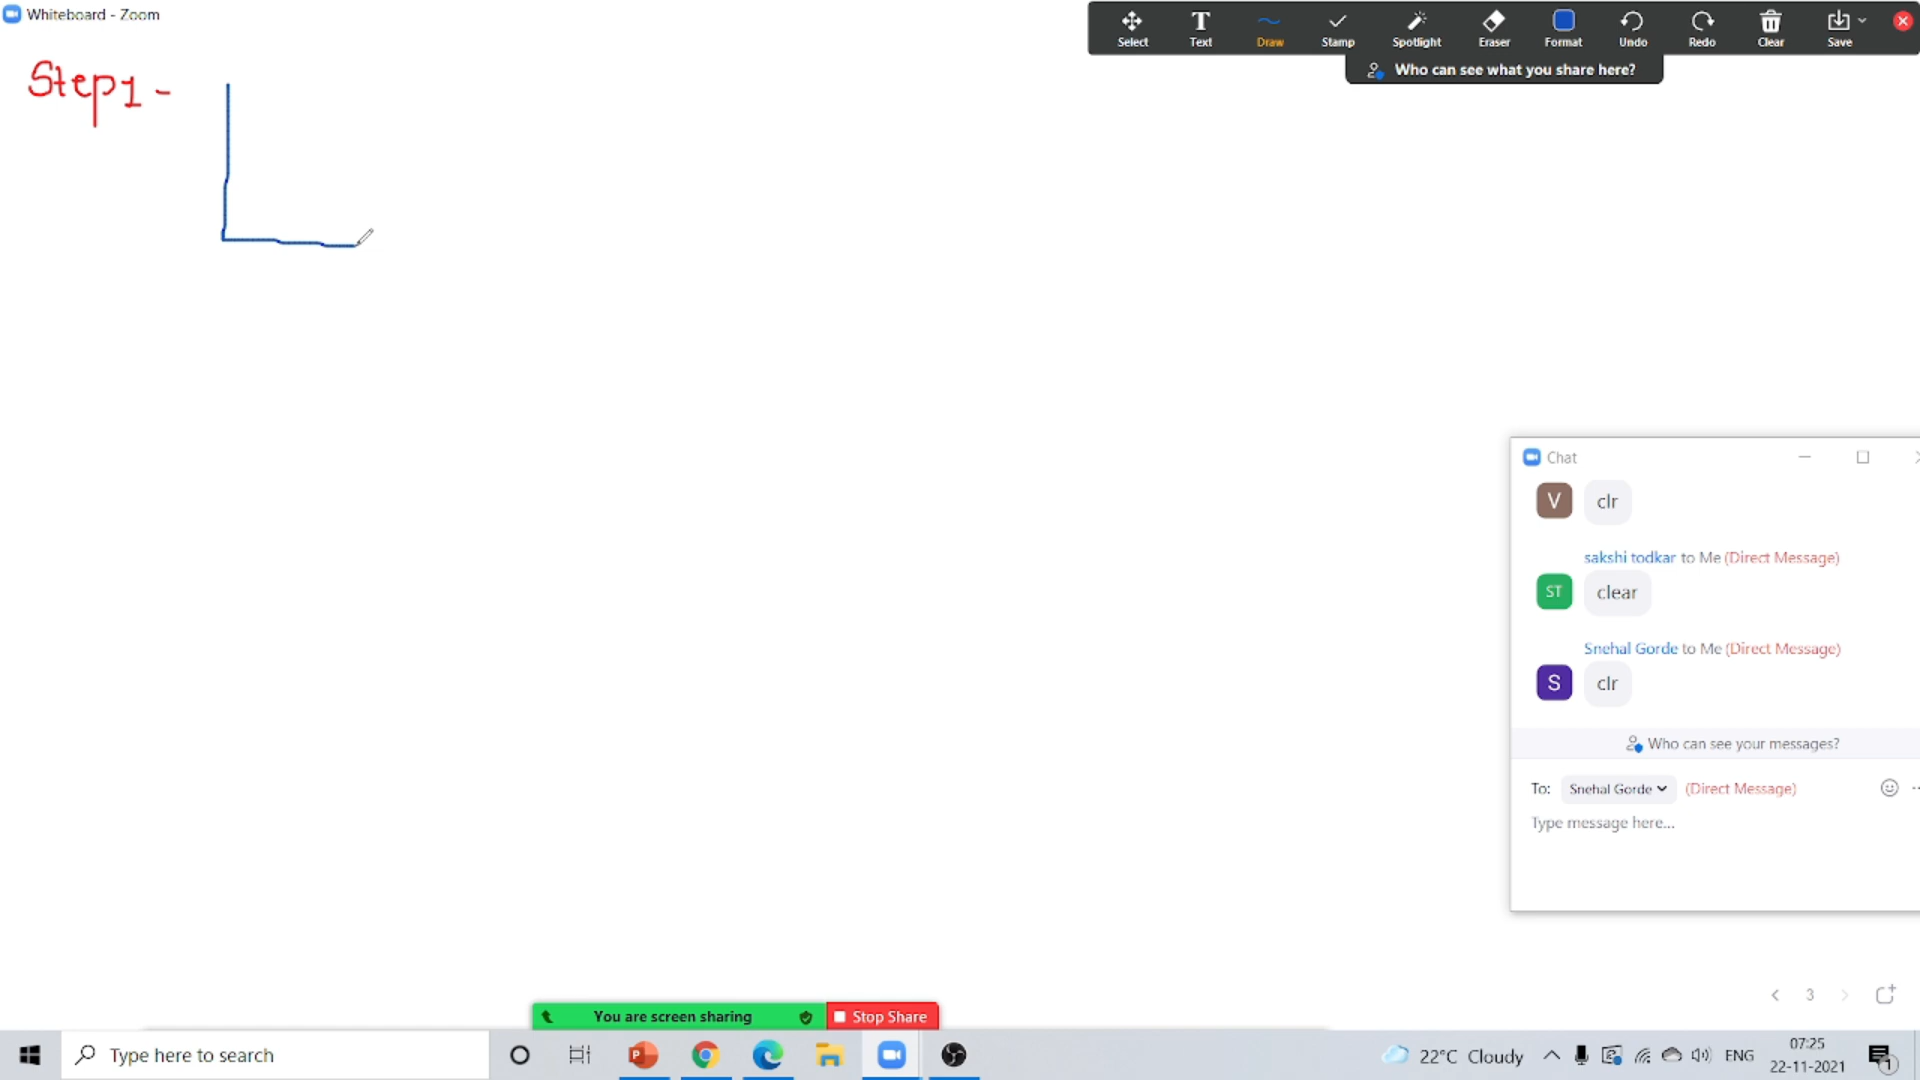 Whiteboard - Zoom
Select
Text
Draw
Stamp
Spotlight
Eraser
Format
Undo
Redo
Clear
Save
Who can see what you share here?
Step1 -
Chat
V
clr
sakshi todkar to Me (Direct Message)
ST
clear
Snehal Gorde to Me (Direct Message)
S
clr
Who can see your messages?
To: Snehal Gorde (Direct Message)
Type message here...
3
You are screen sharing
Stop Share
Type here to search
22°C Cloudy
ENG
07:25
22-11-2021
1